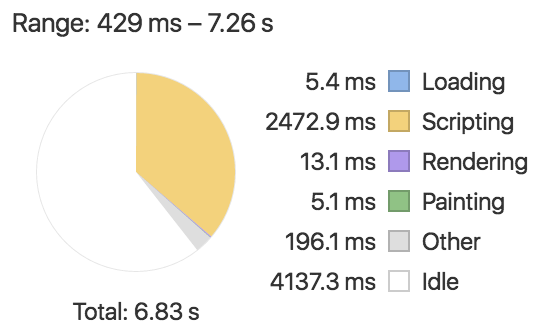 Range: 429 ms – 7.26 s
5.4 ms Loading
2472.9 ms Scripting
13.1 ms Rendering
5.1 ms Painting
196.1 ms Other
4137.3 ms Idle
Total: 6.83 s